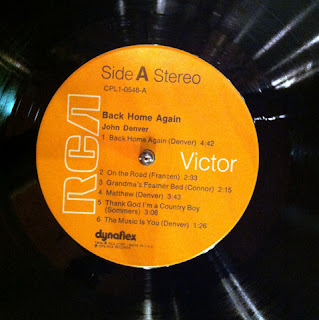 Side A Stereo
CPL1-0548-A
Back Home Again
John Denver
1 Back Home Again (Denver) 4:42
RCA
Victor
2 On the Road (Franzen) 2:33
3 Grandma's Feather Bed (Connor) 2:15
4 Matthew (Denver) 3:43
5 Thank God I'm a Country Boy
(Sommers) 3:08
6 The Music Is You (Denver) 1:26
dynaflex